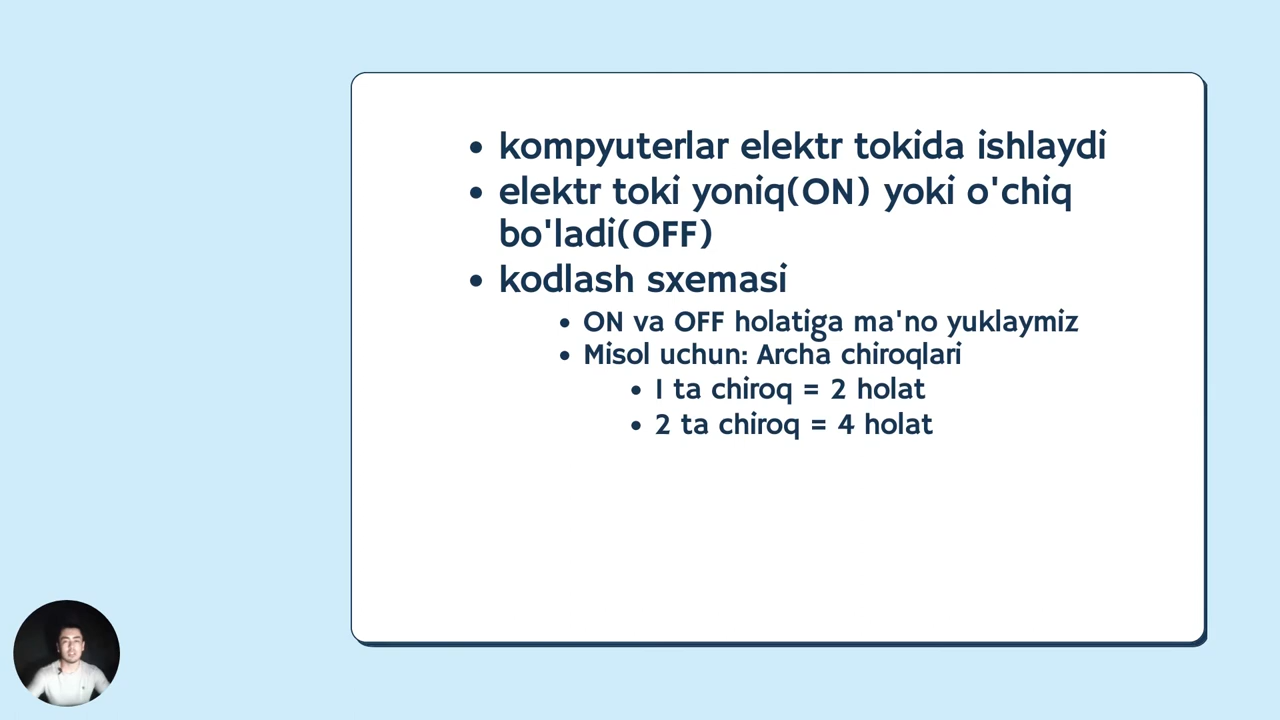 • kompyuterlar elektr tokida ishlaydi
• elektr toki yoniq(ON) yoki o'chiq
bo'ladi(OFF)
• kodlash sxemasi
• ON va OFF holatiga ma'no yuklaymiz
• Misol uchun: Archa chiroqlari
• 1 ta chiroq = 2 holat
• 2 ta chiroq = 4 holat